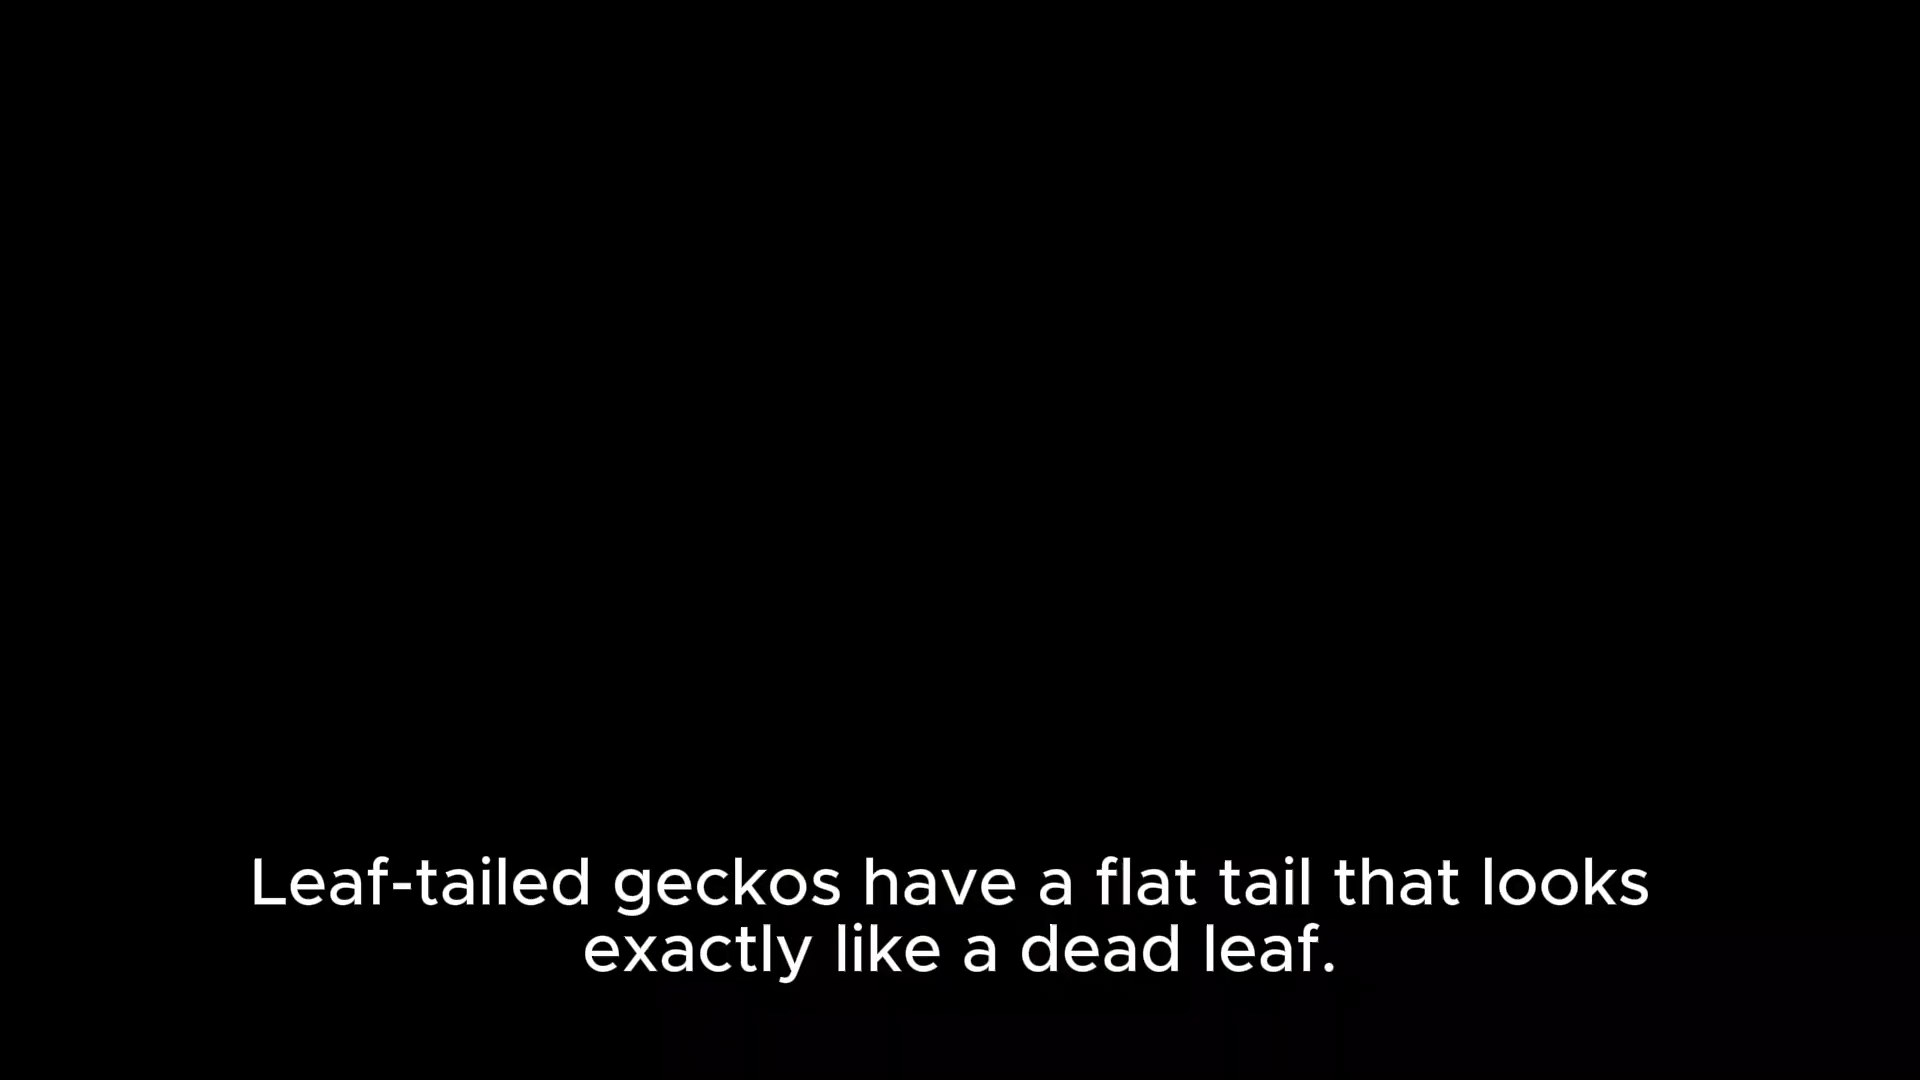 Leaf-tailed geckos have a flat tail that looks
exactly like a dead leaf.